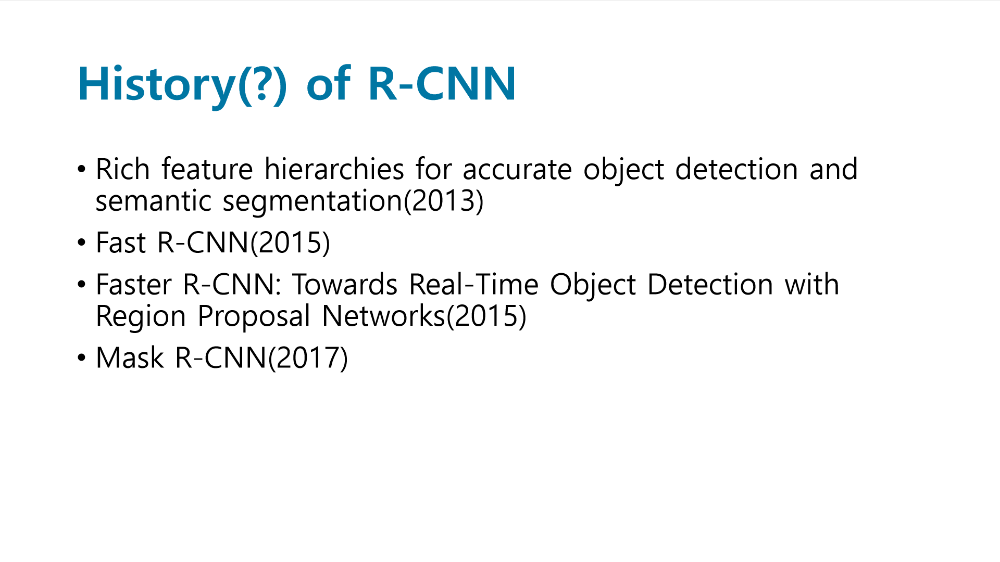 History(?) of R-CNN
• Rich feature hierarchies for accurate object detection and
semantic segmentation(2013)
• Fast R-CNN(2015)
• Faster R-CNN: Towards Real-Time Object Detection with
Region Proposal Networks(2015)
• Mask R-CNN(2017)